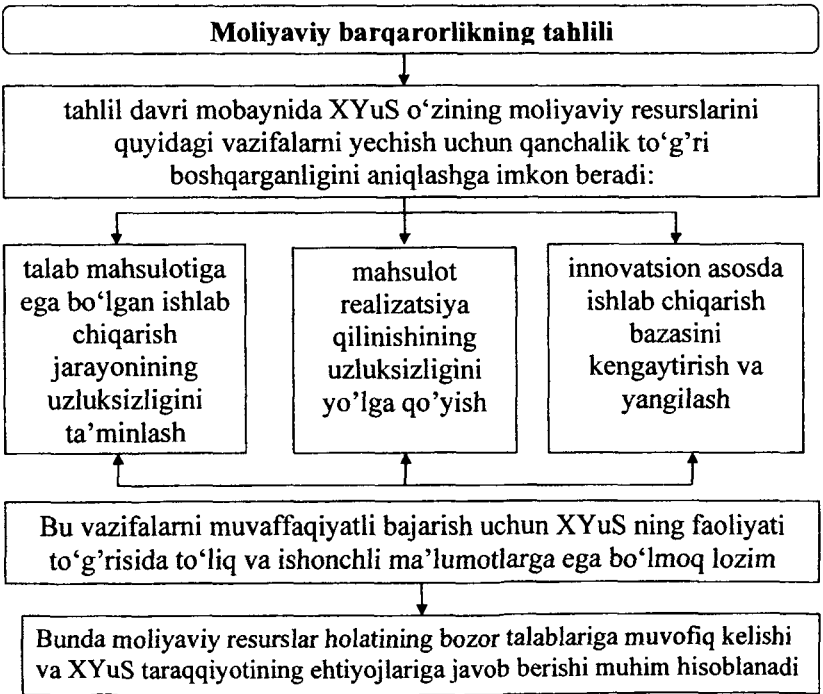 Moliyaviy barqarorlikning tahlili
tahlil davri mobaynida XYuS o‘zining moliyaviy resurslarini
quyidagi vazifalarni yechish uchun qanchalik to‘g’ri
boshqarganligini aniqlashga imkon beradi:
talab mahsulotiga
ega bo‘lgan ishlab
chiqarish
jarayonining
uzluksizligini
ta’minlash
mahsulot
realizatsiya
qilinishining
uzluksizligini
yo’lga qo’yish
innovatsion asosda
ishlab chiqarish
bazasini
kengaytirish va
yangilash
Bu vazifalarni muvaffaqiyatli bajarish uchun XYuS ning faoliyati
to‘g’risida to‘liq va ishonchli ma’lumotlarga ega bo‘lmoq lozim
Bunda moliyaviy resurslar holatining bozor talablariga muvofiq kelishi
va XYuS taraqqiyotining ehtiyojlariga javob berishi muhim hisoblanadi